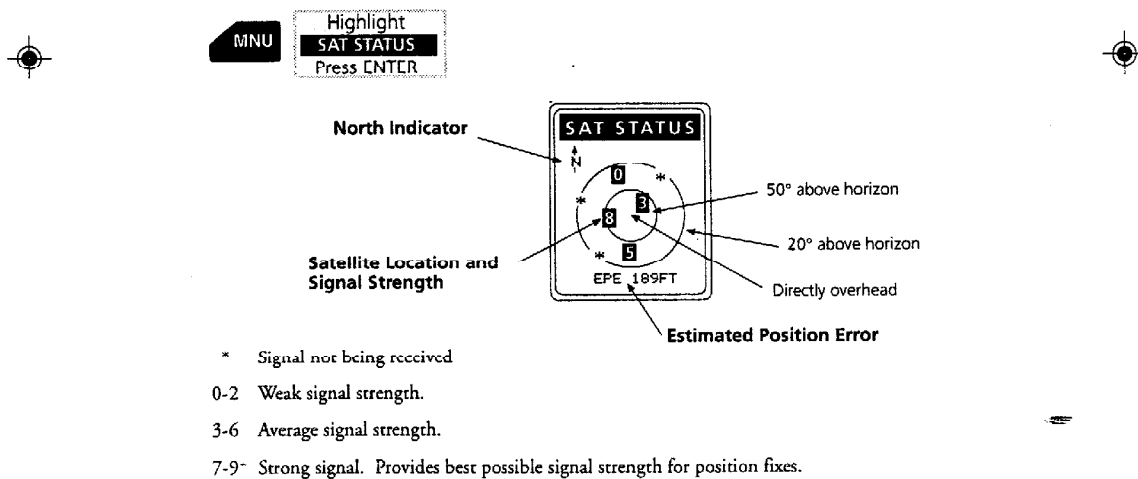 MNU
Highlight
SAT STATUS
Press ENTER
North Indicator
SAT STATUS
N
0
*
50° above horizon
*
3
8
20° above horizon
*
5
Satellite Location and
Signal Strength
EPE 189FT
Directly overhead
Estimated Position Error
* Signal not being received
0-2 Weak signal strength.
3-6 Average signal strength.
7-9 Strong signal. Provides best possible signal strength for position fixes.